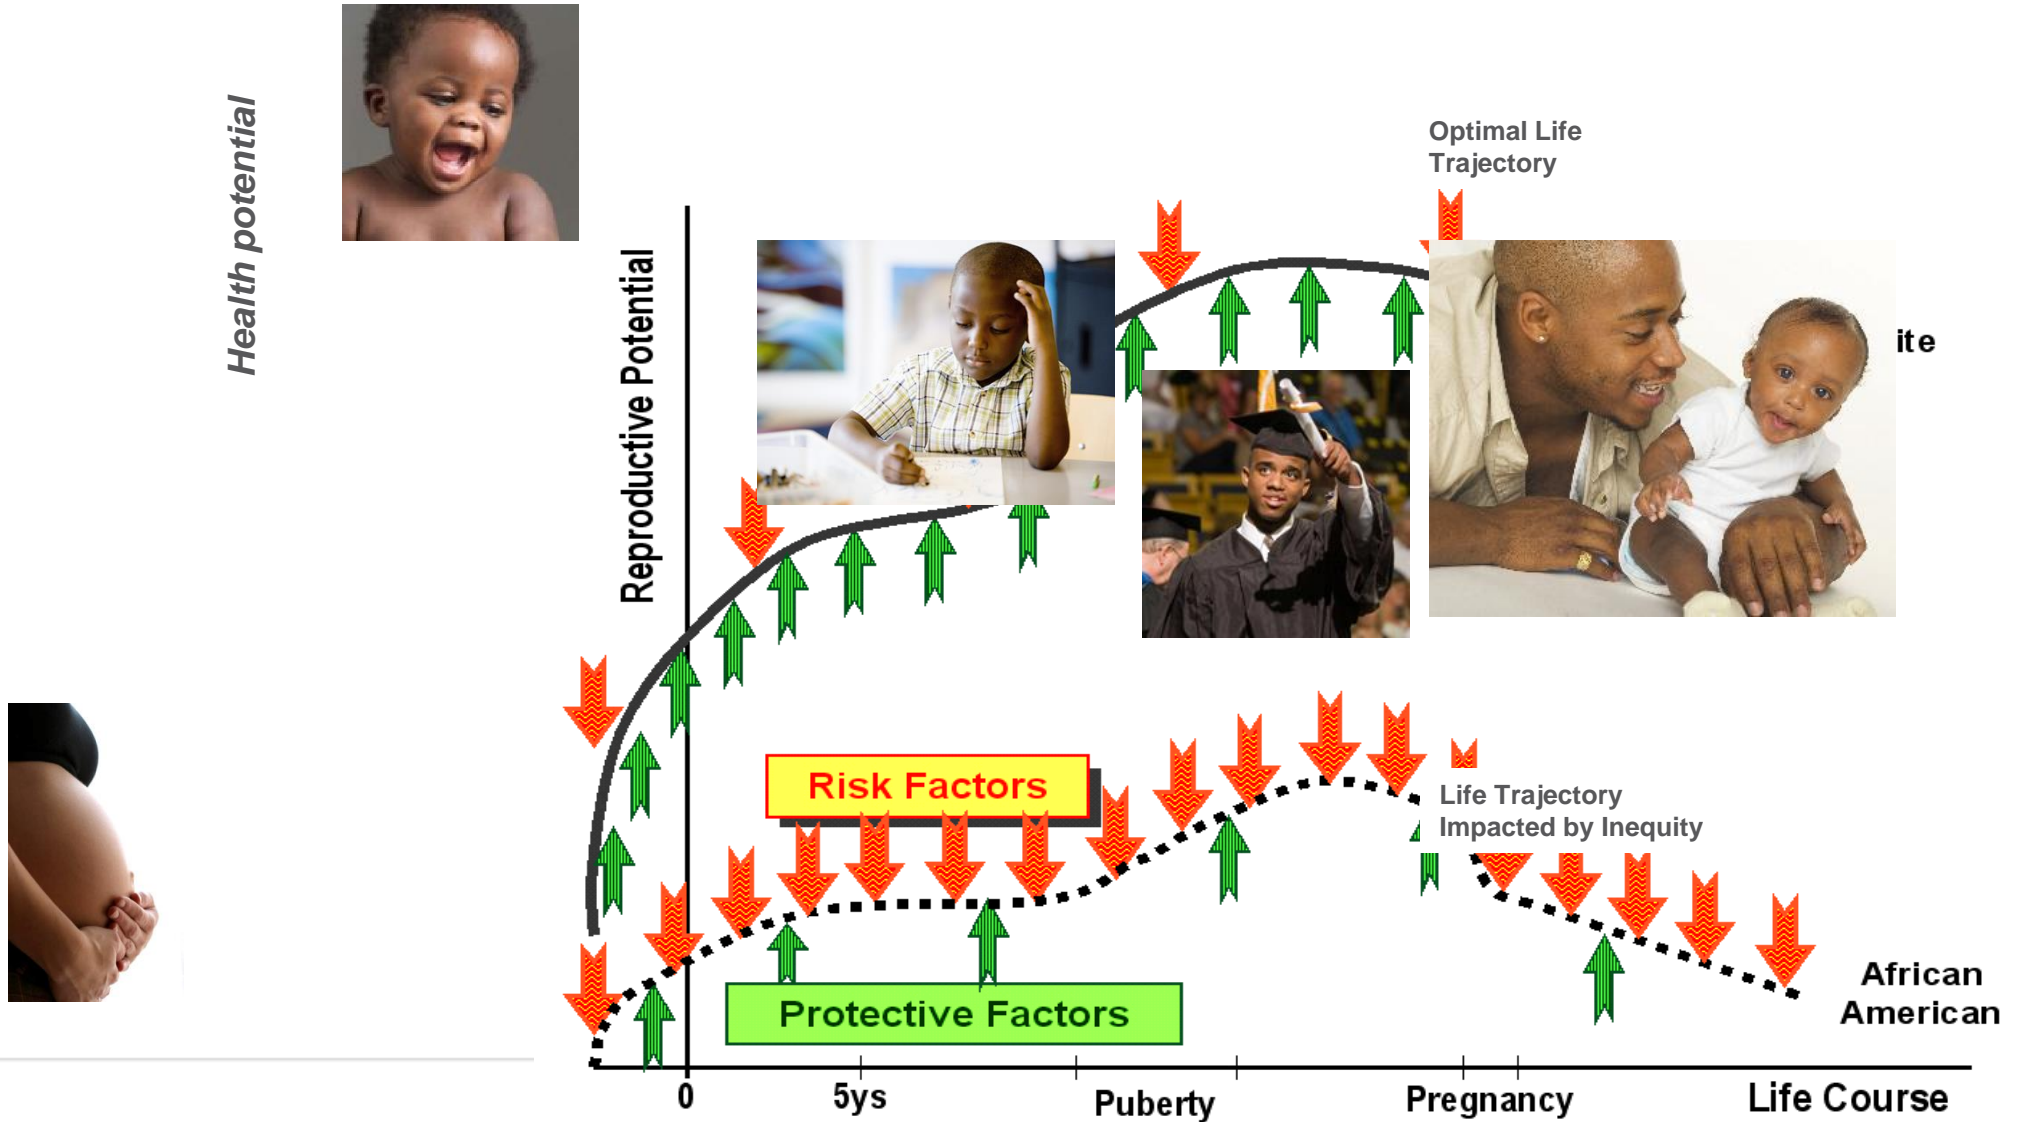 Health potential
Optimal Life
Trajectory
Reproductive Potential
ite
Risk Factors
Life Trajectory
Impacted by Inequity
Protective Factors
African
American
0
5ys
Puberty
Pregnancy
Life Course